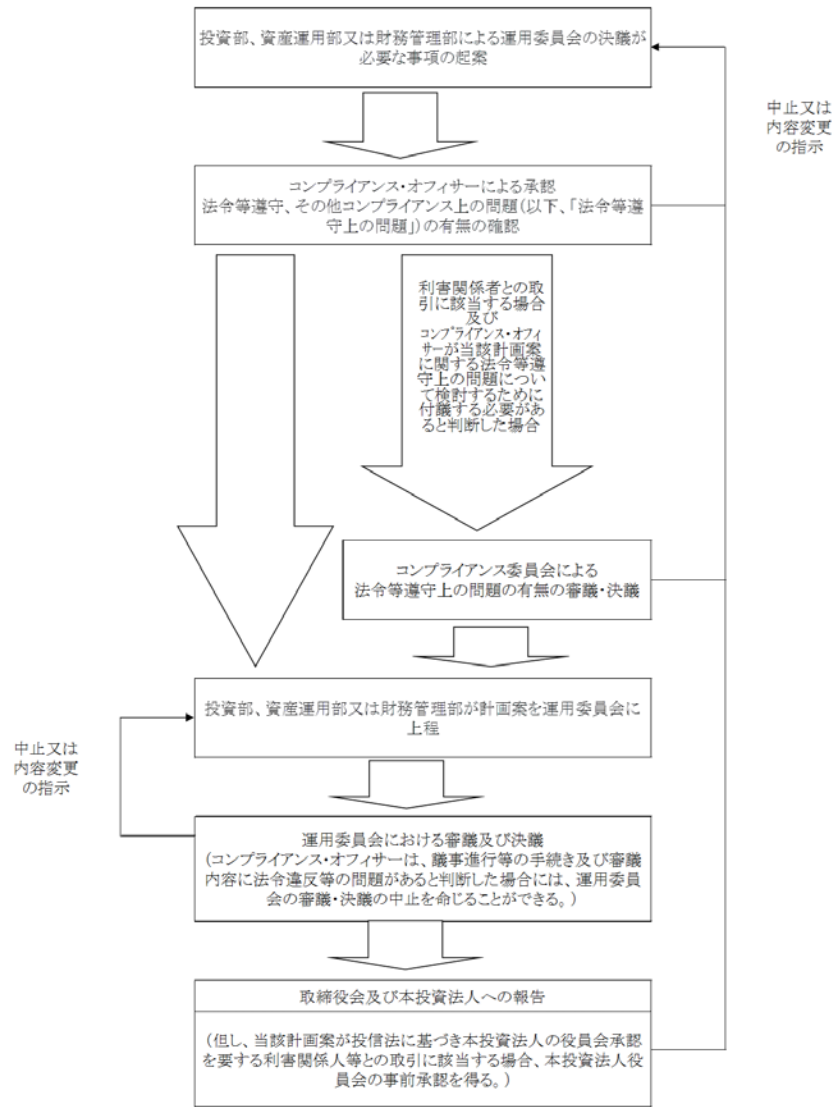 投資部、資産運用部又は財務管理部による運用委員会の決議が
必要な事項の起案
中止又は
内容変更
の指示
コンプライアンス・オフィサーによる承認
法令等遵守、その他コンプライアンス上の問題(以下、「法令等遵
守上の問題」)の有無の確認
利害関係者との取
引に該当する場合
及び
コンプライアンス・オフィ
サーが当該計画案
に関する法令等遵
守上の問題につい
て検討するために
付議する必要があ
ると判断した場合
コンプライアンス委員会による
法令等遵守上の問題の有無の審議・決議
投資部、資産運用部又は財務管理部が計画案を運用委員会に
上程
中止又は
内容変更
の指示
運用委員会における審議及び決議
(コンプライアンス・オフィサーは、議事進行等の手続き及び審議
内容に法令違反等の問題があると判断した場合には、運用委員
会の審議・決議の中止を命じることができる。)
取締役会及び本投資法人への報告
(但し、当該計画案が投信法に基づき本投資法人の役員会承認
を要する利害関係人等との取引に該当する場合、本投資法人役
員会の事前承認を得る。)